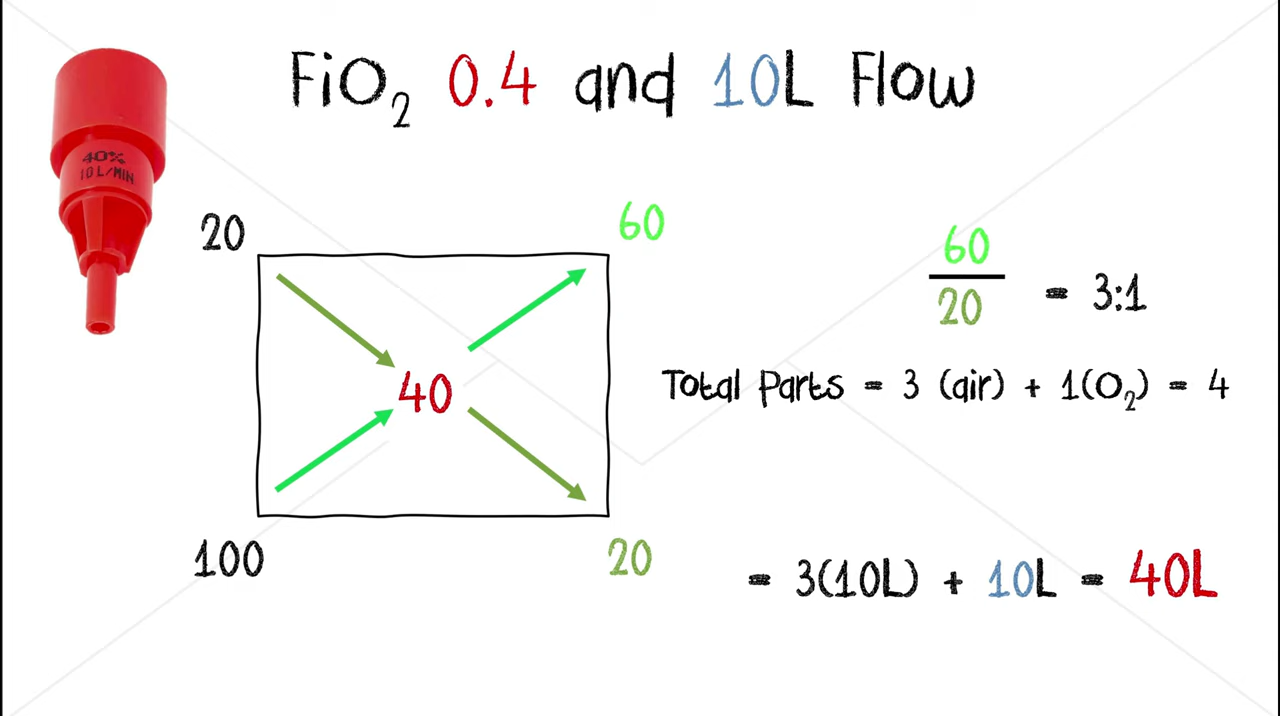 FiO₂ 0.4 and 10L Flow
40%
10 L/MIN
20
60
40
100
20
60
20
= 3:1
Total Parts = 3 (air) + 1(O₂) = 4
= 3(10L) + 10L = 40L